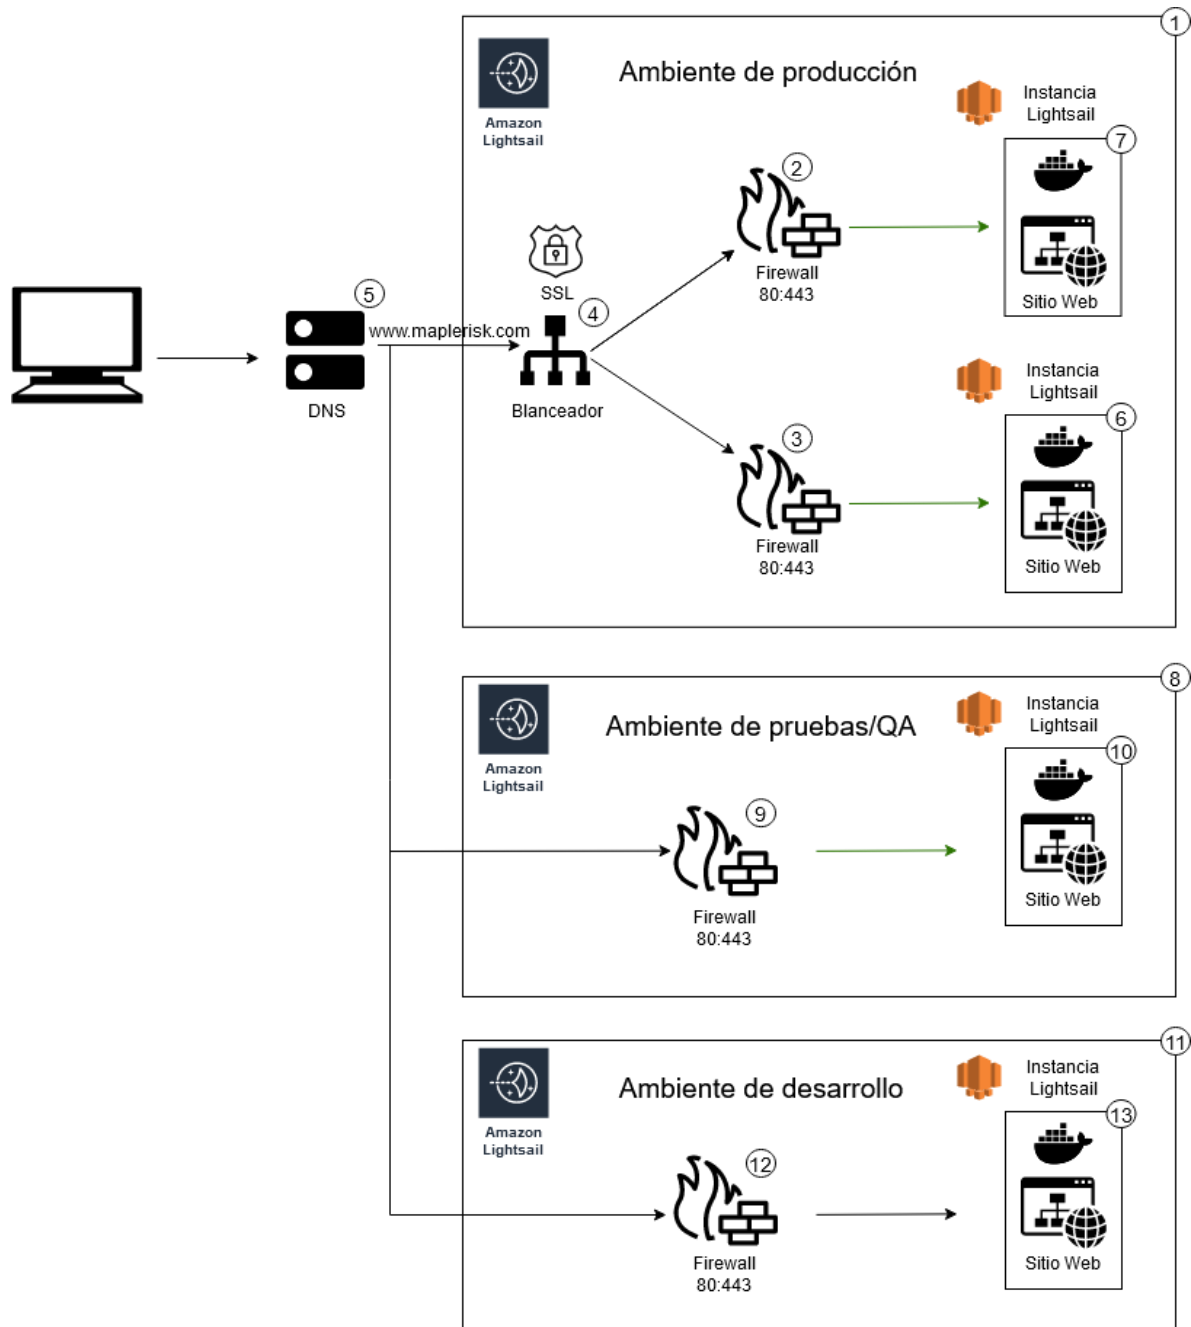 1
Ambiente de producción
Amazon
Lightsail
Instancia
Lightsail
7
2
Sitio Web
Firewall
80:443
SSL
5
www.maplerisk.com
4
DNS
Blanceador
Instancia
Lightsail
6
3
Sitio Web
Firewall
80:443
8
Ambiente de pruebas/QA
Amazon
Lightsail
Instancia
Lightsail
10
9
Sitio Web
Firewall
80:443
11
Ambiente de desarrollo
Amazon
Lightsail
Instancia
Lightsail
13
12
Sitio Web
Firewall
80:443